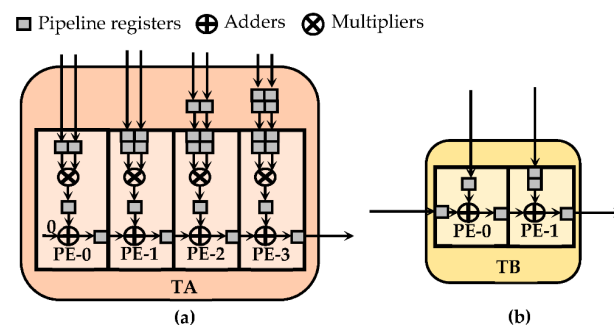 Pipeline registers Adders Multipliers
0
PE-0 PE-1 PE-2 PE-3
TA
(a)
PE-0 PE-1
TB
(b)